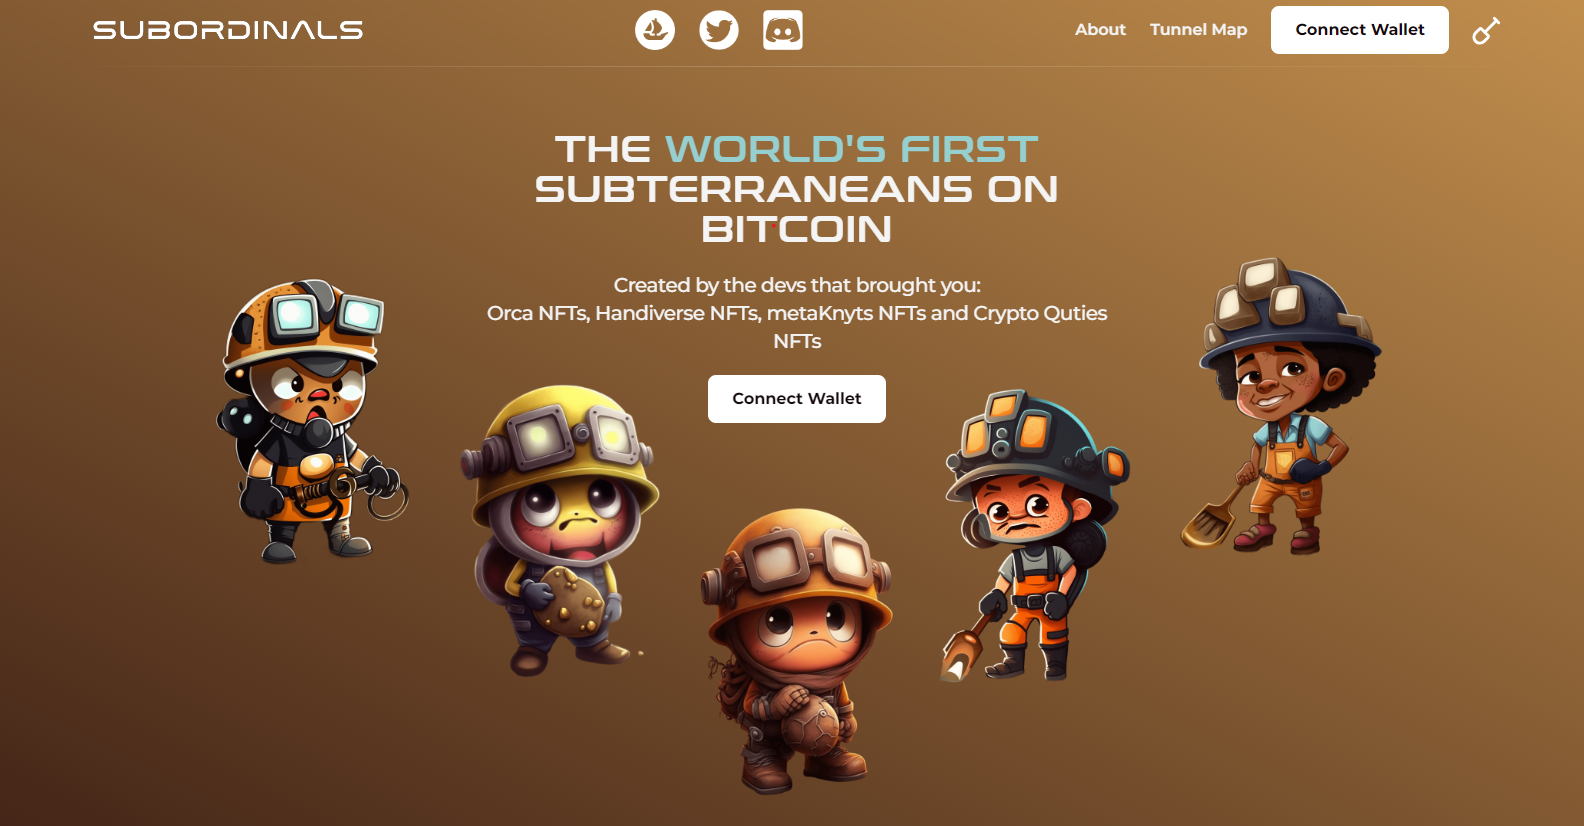 SUBORDINALS
About
Tunnel Map
Connect Wallet
THE WORLD'S FIRST
SUBTERRANEANS ON
BITCOIN
Created by the devs that brought you:
Orca NFTs, Handiverse NFTs, metaKnyts NFTs and Crypto Quties
NFTs
Connect Wallet